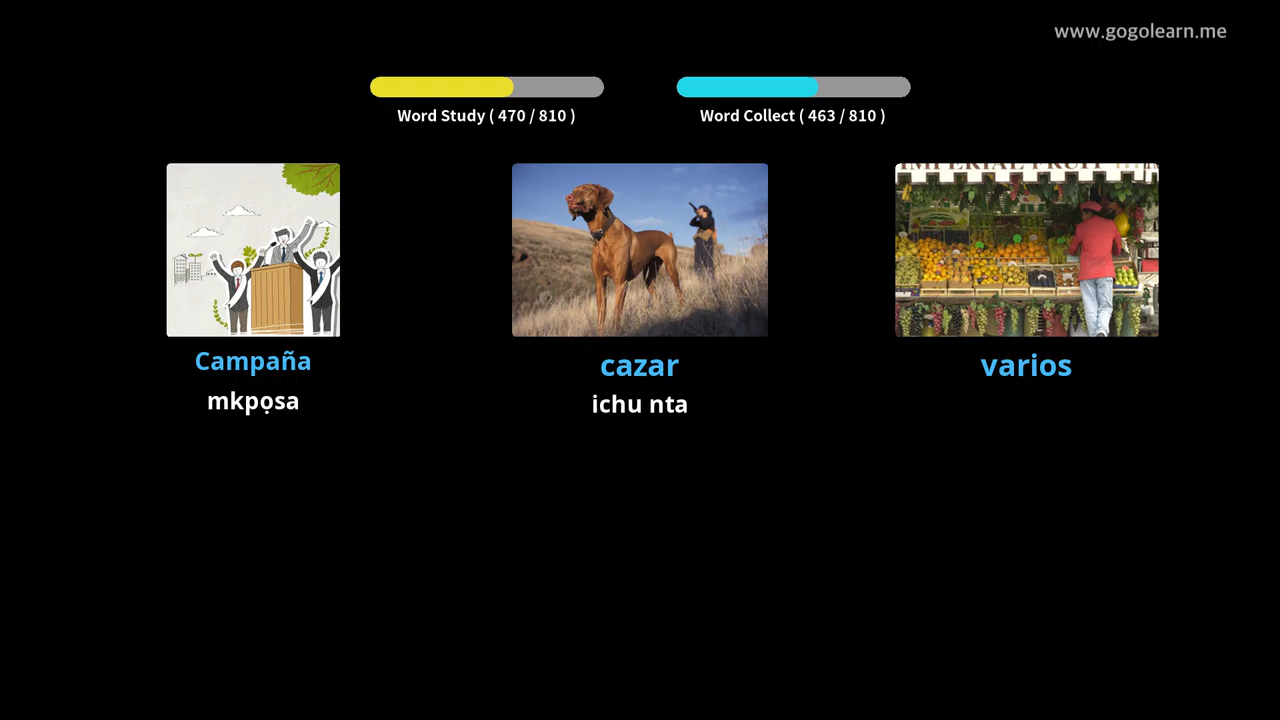 www.gogolearn.me
Word Study ( 470 / 810 )
Word Collect ( 463 / 810 )
Campaña
mkpọsa
cazar
ichu nta
varios